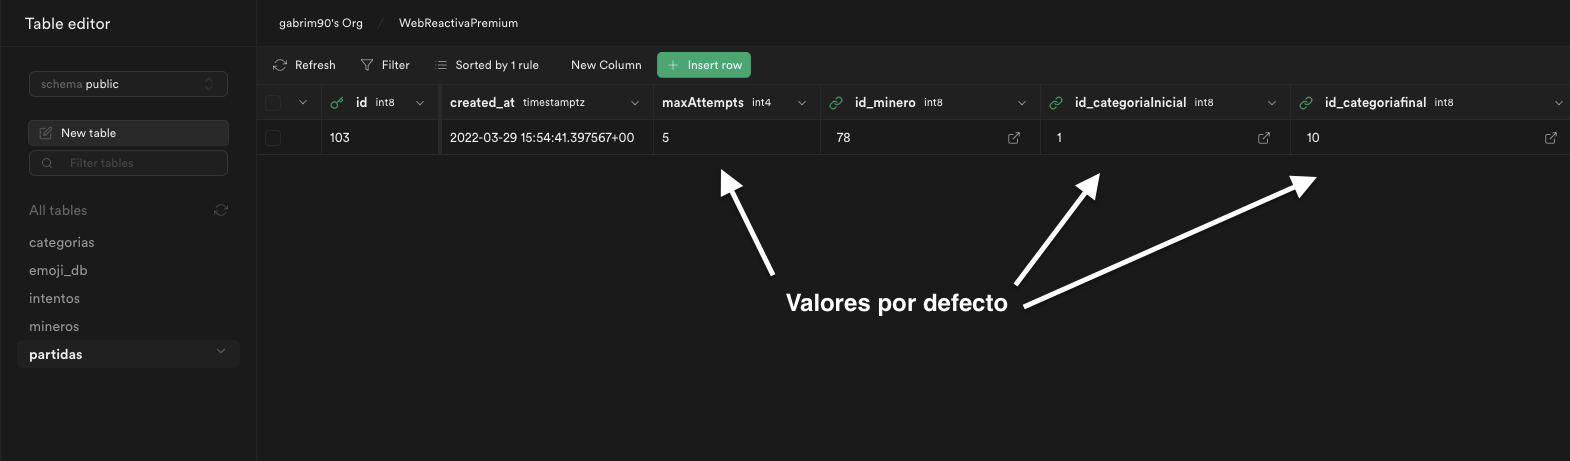 Table editor
gabrim90's Org / WebReactivaPremium
schema public
Refresh Filter Sorted by 1 rule New Column + Insert row
New table
Filter tables
All tables
categorias
emoji_db
intentos
mineros
partidas
id int8 created_at timestamptz maxAttempts int4 id_minero int8 id_categoriaInicial int8 id_categoriafinal int8
103 2022-03-29 15:54:41.397567+00 5 78 1 10
Valores por defecto